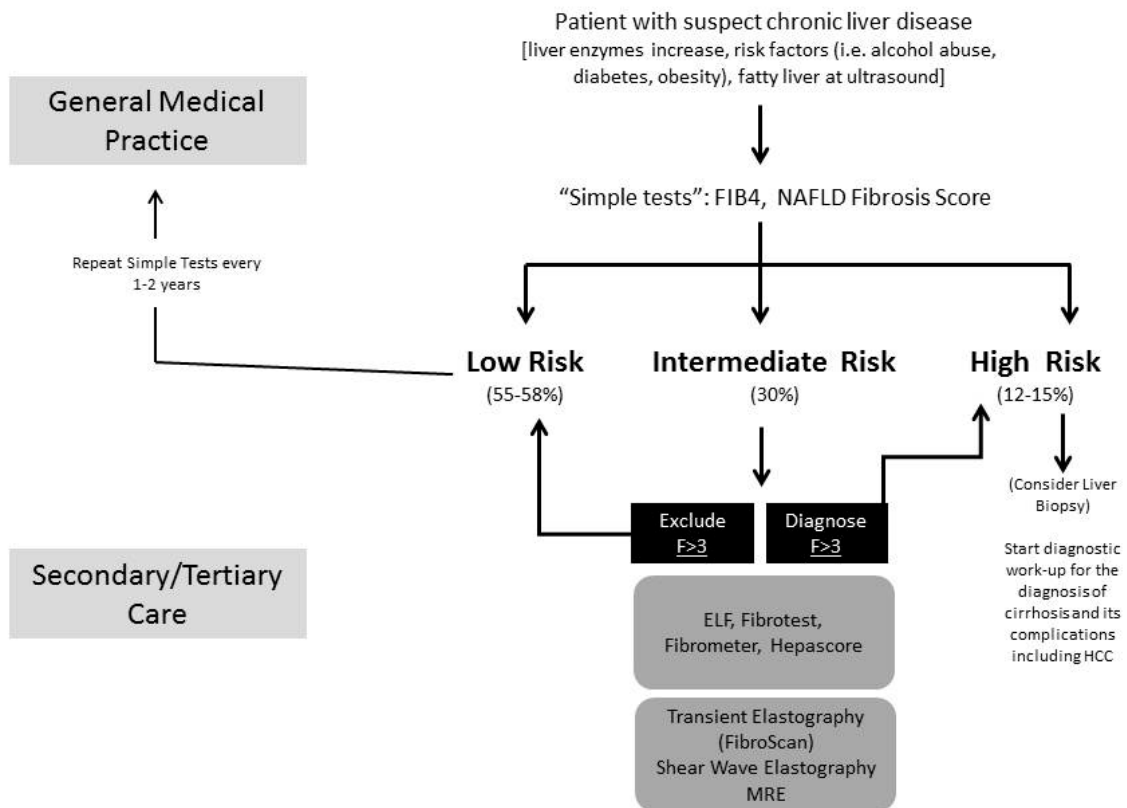 Patient with suspect chronic liver disease
[liver enzymes increase, risk factors (i.e. alcohol abuse,
diabetes, obesity), fatty liver at ultrasound]
General Medical
Practice
"Simple tests": FIB4, NAFLD Fibrosis Score
Repeat Simple Tests every
1-2 years
Low Risk
(55-58%)
Intermediate Risk
(30%)
High Risk
(12-15%)
Exclude
F>3
Diagnose
F>3
(Consider Liver
Biopsy)
Start diagnostic
work-up for the
diagnosis of
cirrhosis and its
complications
including HCC
Secondary/Tertiary
Care
ELF, Fibrotest,
Fibrometer, Hepascore
Transient Elastography
(FibroScan)
Shear Wave Elastography
MRE